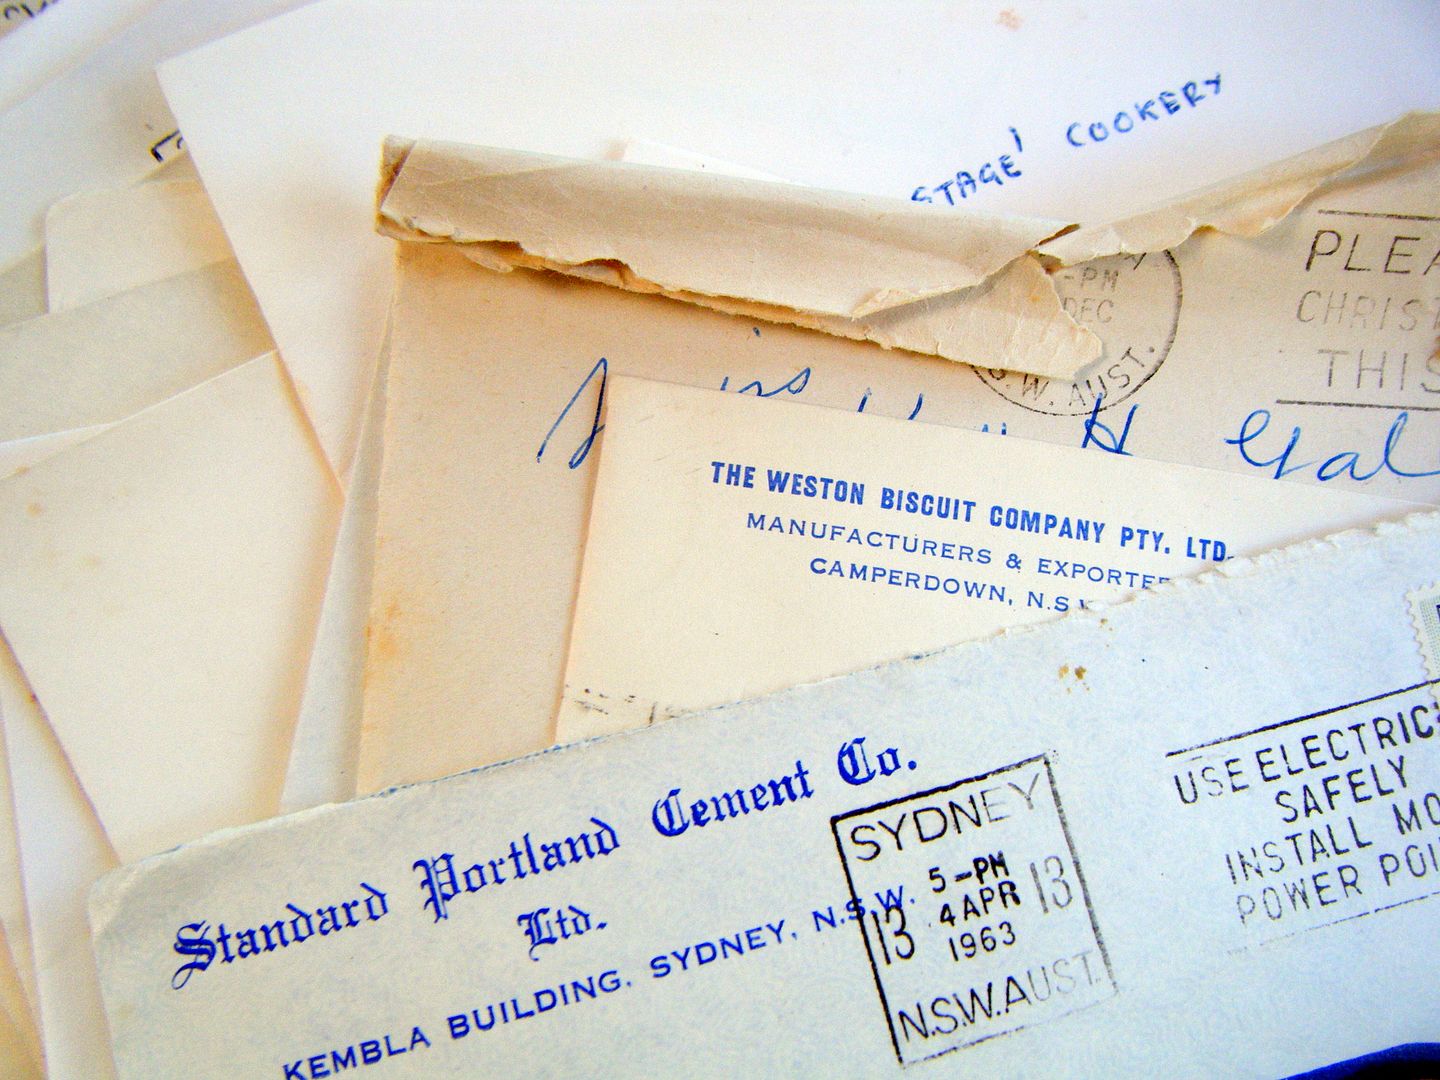 STAGE' COOKERY
-PM
DEC
.W. AUST.
PLEA
CHRIST
THIS
H Gal
THE WESTON BISCUIT COMPANY PTY. LTD.
MANUFACTURERS & EXPORTE
CAMPERDOWN, N.S.
Standard Portland Cement Co.
Ltd.
KEMBLA BUILDING, SYDNEY, N.S.W.
SYDNEY
5-PM
13 4 APR 13
1963
N.S.W. AUST.
USE ELECTRIC
SAFELY
INSTALL MO
POWER POI